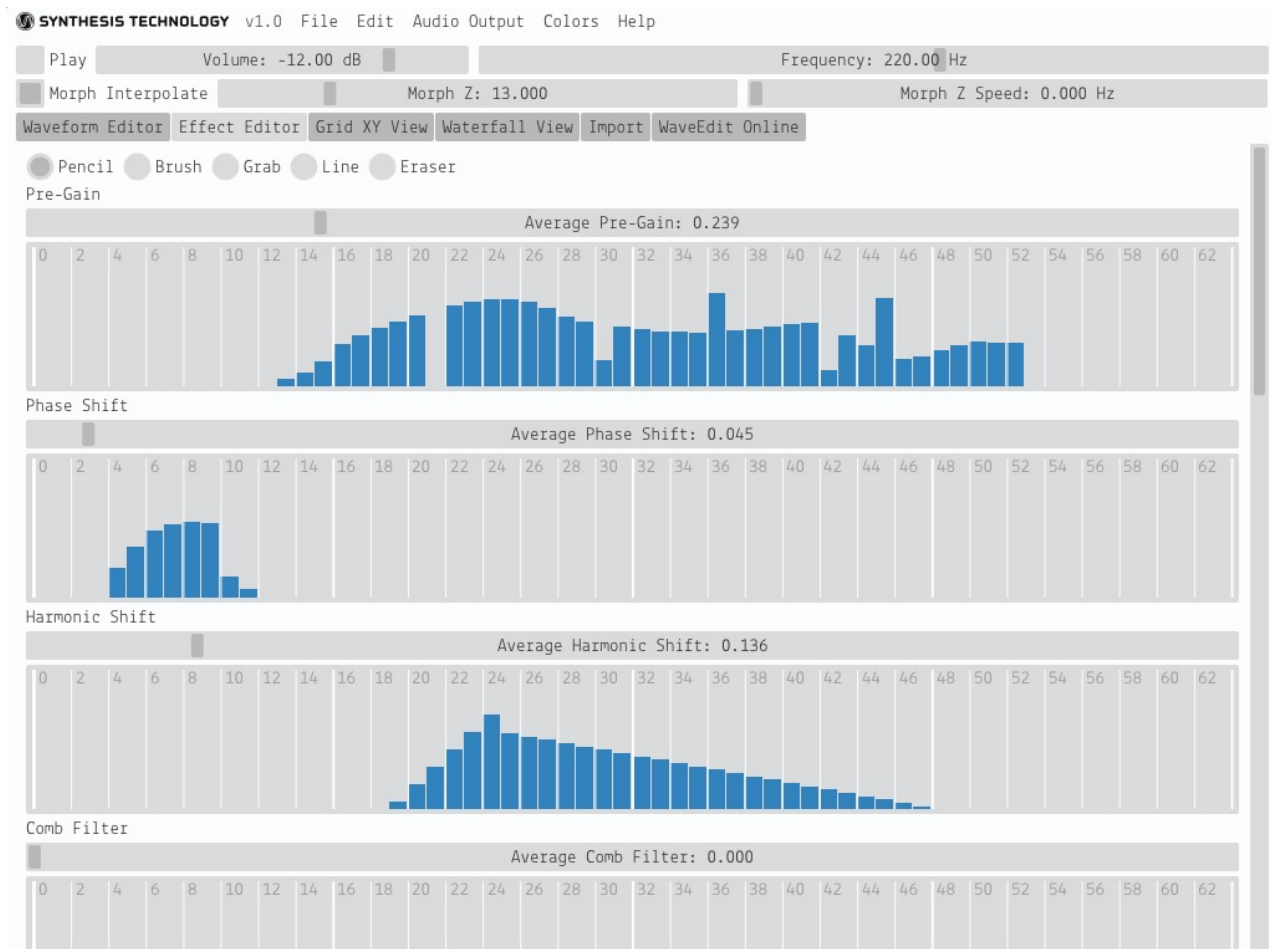 SYNTHESIS TECHNOLOGY v1.0 File Edit Audio Output Colors Help
Play Volume: -12.00 dB Frequency: 220.00 Hz
Morph Interpolate Morph Z: 13.000 Morph Z Speed: 0.000 Hz
Waveform Editor Effect Editor Grid XY View Waterfall View Import WaveEdit Online
Pencil Brush Grab Line Eraser
Pre-Gain
Average Pre-Gain: 0.239
0 2 4 6 8 10 12 14 16 18 20 22 24 26 28 30 32 34 36 38 40 42 44 46 48 50 52 54 56 58 60 62
Phase Shift
Average Phase Shift: 0.045
0 2 4 6 8 10 12 14 16 18 20 22 24 26 28 30 32 34 36 38 40 42 44 46 48 50 52 54 56 58 60 62
Harmonic Shift
Average Harmonic Shift: 0.136
0 2 4 6 8 10 12 14 16 18 20 22 24 26 28 30 32 34 36 38 40 42 44 46 48 50 52 54 56 58 60 62
Comb Filter
Average Comb Filter: 0.000
0 2 4 6 8 10 12 14 16 18 20 22 24 26 28 30 32 34 36 38 40 42 44 46 48 50 52 54 56 58 60 62